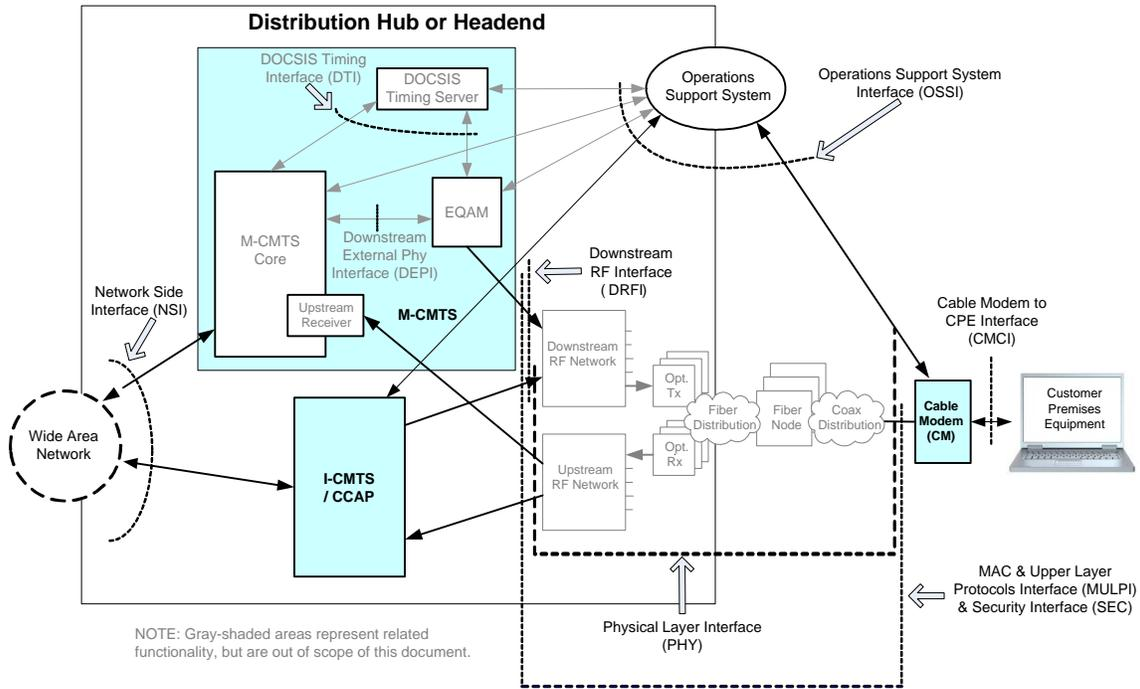 Distribution Hub or Headend
DOCSIS Timing
Interface (DTI)
DOCSIS
Timing Server
Operations
Support System
Operations Support System
Interface (OSSI)
M-CMTS
Core
EQAM
Downstream
External Phy
Interface (DEPI)
Upstream
Receiver
M-CMTS
Network Side
Interface (NSI)
Downstream
RF Interface
( DRFI)
Cable Modem to
CPE Interface
(CMCI)
Downstream
RF Network
Opt.
Tx
Fiber
Distribution
Fiber
Node
Coax
Distribution
Cable
Modem
(CM)
Customer
Premises
Equipment
Wide Area
Network
I-CMTS
/ CCAP
Upstream
RF Network
Opt.
Rx
MAC & Upper Layer
Protocols Interface (MULPI)
& Security Interface (SEC)
Physical Layer Interface
(PHY)
NOTE: Gray-shaded areas represent related
functionality, but are out of scope of this document.